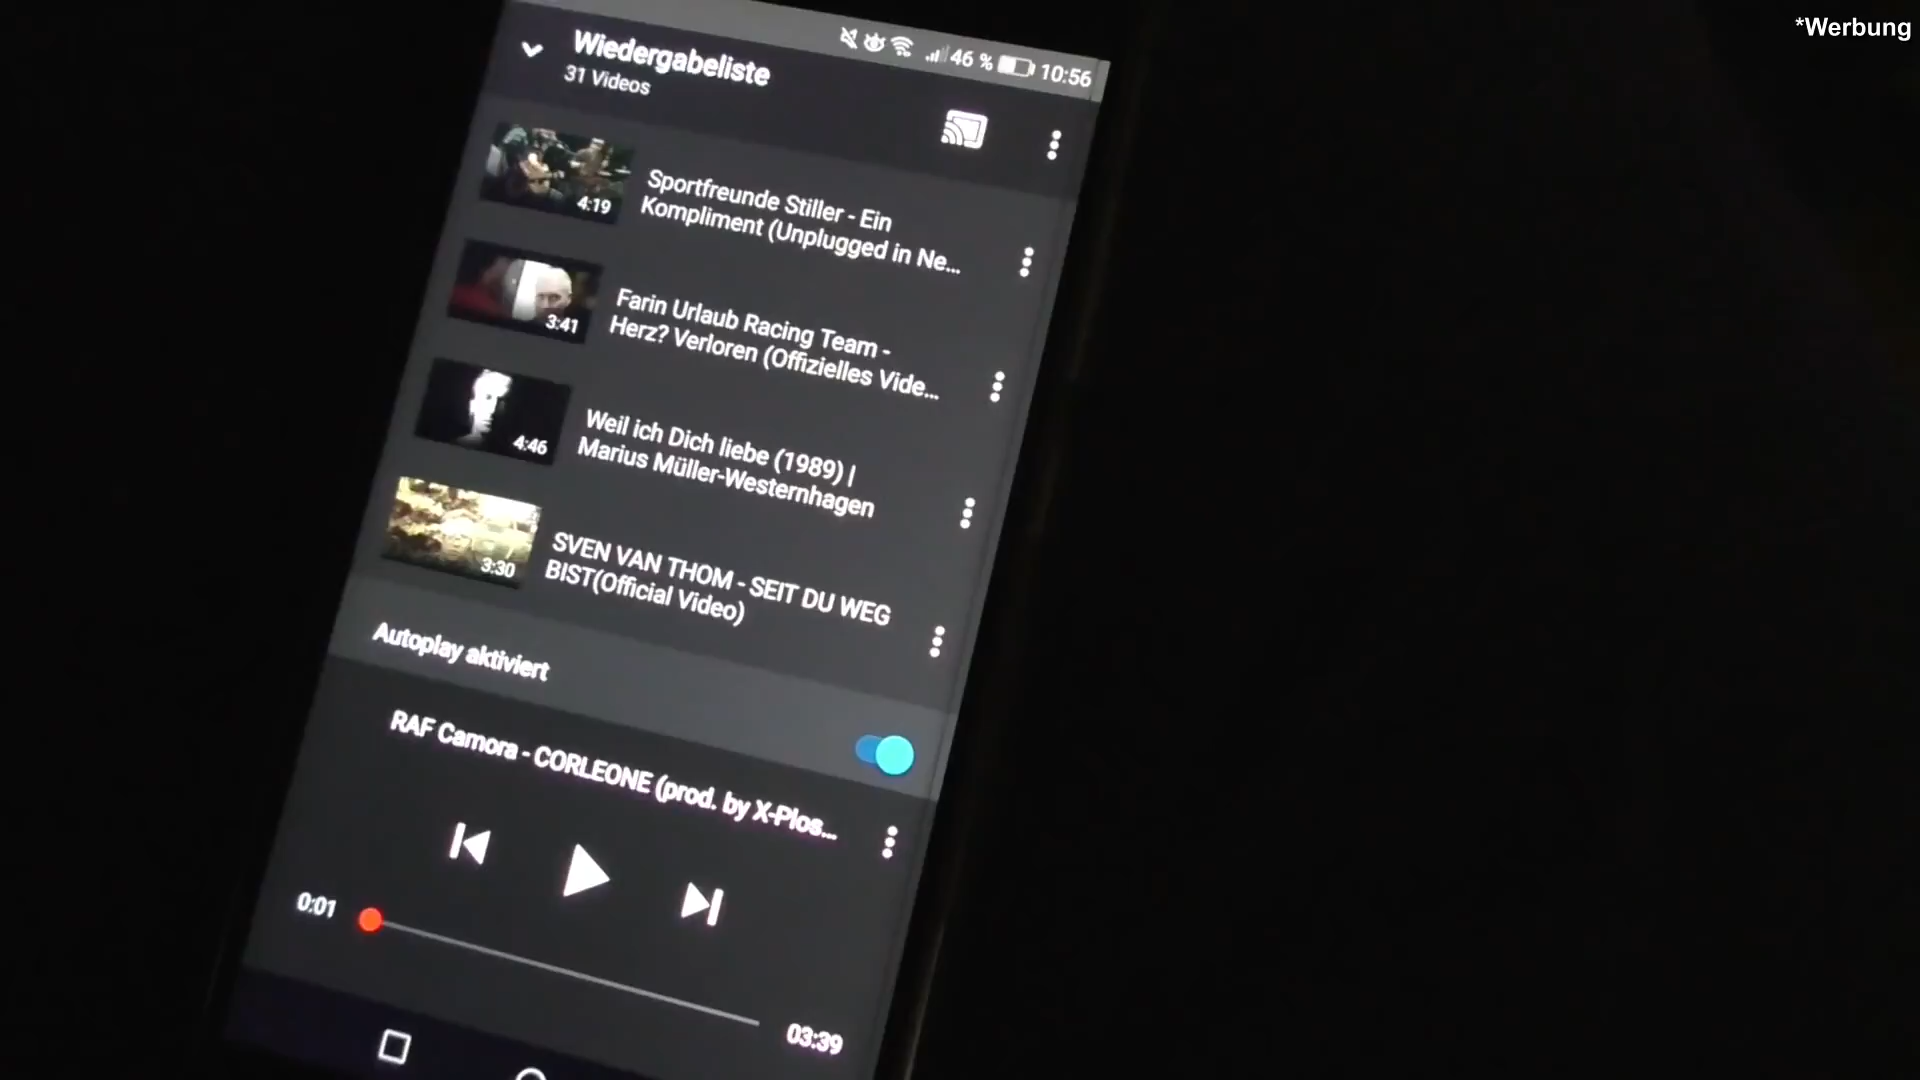 *Werbung
46 % 10:56
Wiedergabeliste
31 Videos
4:19
Sportfreunde Stiller - Ein
Kompliment (Unplugged in Ne...
3:41
Farin Urlaub Racing Team -
Herz? Verloren (Offizielles Vide...
4:46
Weil ich Dich liebe (1989) |
Marius Müller-Westernhagen
3:30
SVEN VAN THOM - SEIT DU WEG
BIST(Official Video)
Autoplay aktiviert
RAF Camora - CORLEONE (prod. by X-Plos...
0:01
03:39